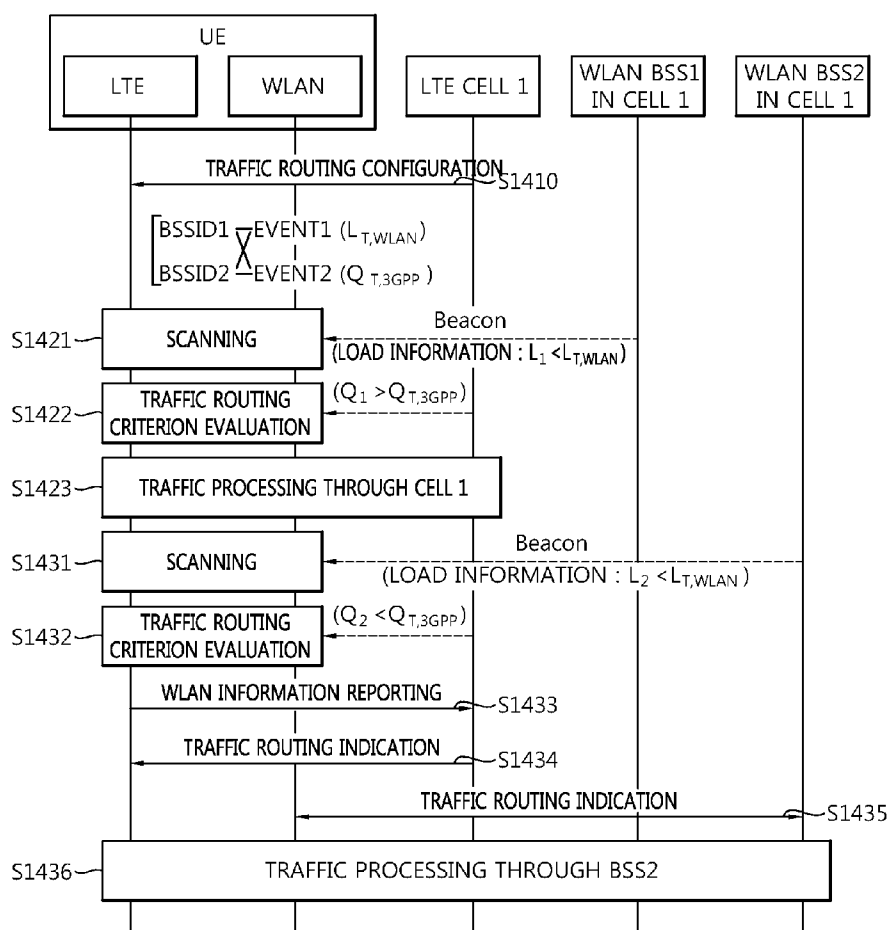 UE
LTE
WLAN
LTE CELL 1
WLAN BSS1
IN CELL 1
WLAN BSS2
IN CELL 1
TRAFFIC ROUTING CONFIGURATION
S1410
BSSID1 EVENT1 (L T,WLAN)
BSSID2 EVENT2 (Q T,3GPP)
S1421
SCANNING
Beacon
(LOAD INFORMATION : L1 <LT,WLAN)
S1422
TRAFFIC ROUTING
CRITERION EVALUATION
(Q1 >QT,3GPP)
S1423
TRAFFIC PROCESSING THROUGH CELL 1
S1431
SCANNING
Beacon
(LOAD INFORMATION : L2 <LT,WLAN)
S1432
TRAFFIC ROUTING
CRITERION EVALUATION
(Q2 <QT,3GPP)
WLAN INFORMATION REPORTING
S1433
TRAFFIC ROUTING INDICATION
S1434
TRAFFIC ROUTING INDICATION
S1435
S1436
TRAFFIC PROCESSING THROUGH BSS2